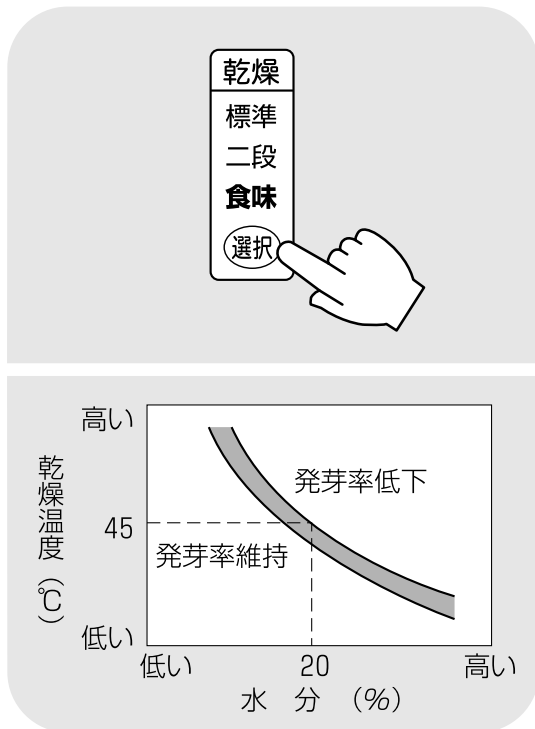 乾燥
標準
二段
食味
選択
高い
発芽率低下
乾燥温度(℃)
45
発芽率維持
低い
低い 20 高い
水分(%)